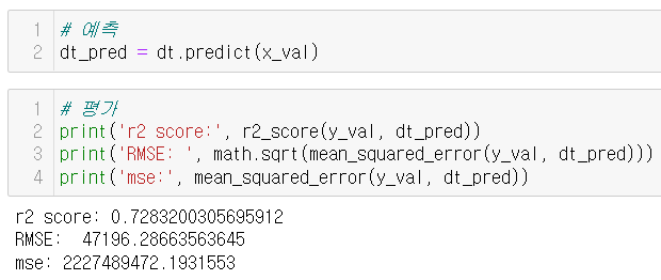 1 # 예측
2 dt_pred = dt.predict(x_val)
1 # 평가
2 print('r2 score:', r2_score(y_val, dt_pred))
3 print('RMSE: ', math.sqrt(mean_squared_error(y_val, dt_pred)))
4 print('mse:', mean_squared_error(y_val, dt_pred))
r2 score: 0.7283200305695912
RMSE:  47196.28663563645
mse: 2227489472.1931553